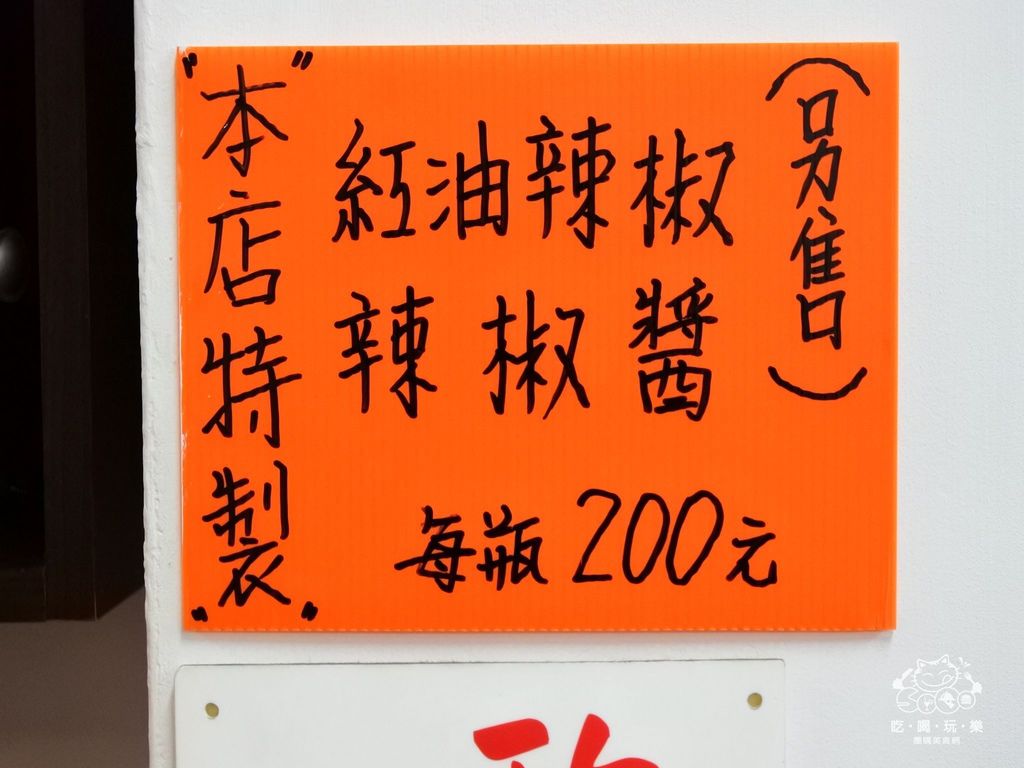 "本店特製"
紅油辣椒
辣椒醬
每瓶200元
(另售)
吃·喝·玩·樂